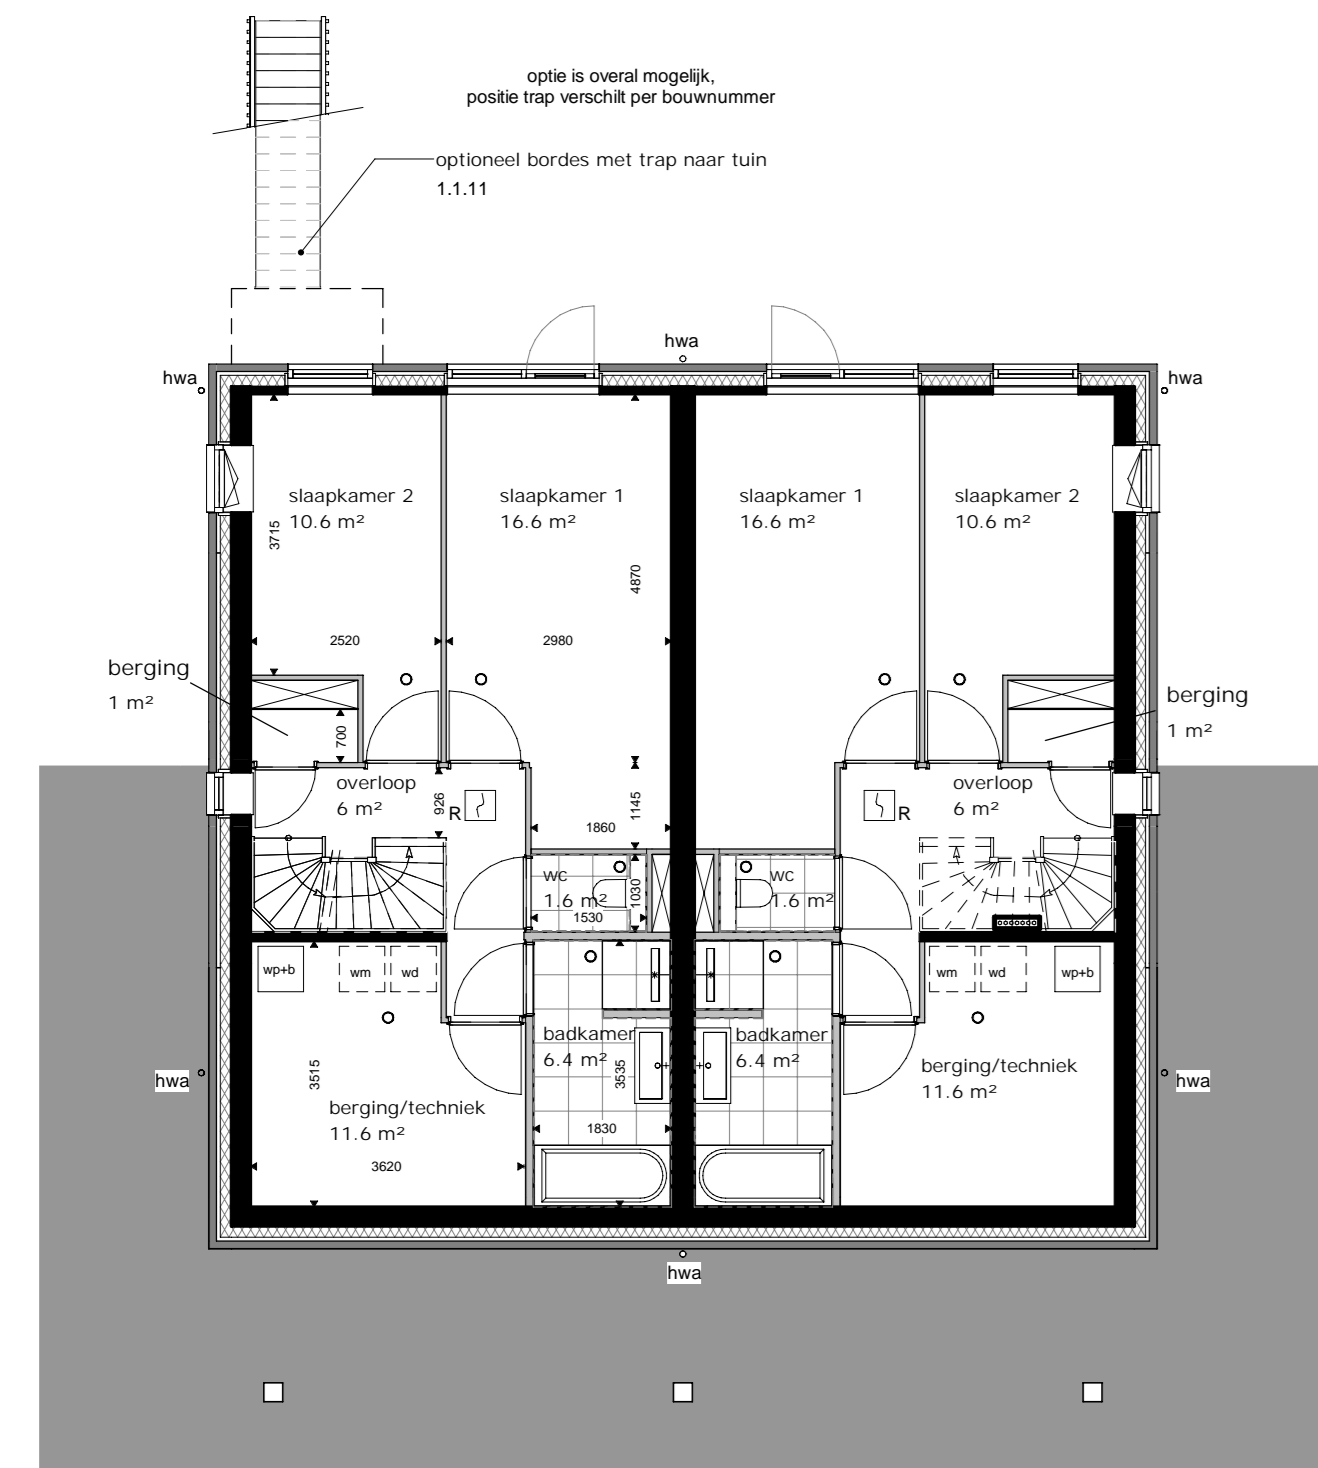 optie is overal mogelijk,
positie trap verschilt per bouwnummer
optioneel bordes met trap naar tuin
1.1.11
hwa
hwa
hwa
slaapkamer 2
10.6 m²
slaapkamer 1
16.6 m²
slaapkamer 1
16.6 m²
slaapkamer 2
10.6 m²
3715
4870
2520
2980
berging
1 m²
berging
1 m²
700
overloop
6 m²
926
R
1145
1860
overloop
6 m²
R
wc
1.6 m²
1030
1530
wc
1.6 m²
wp+b
wm
wd
wm
wd
wp+b
badkamer
6.4 m²
3535
1830
badkamer
6.4 m²
3515
berging/techniek
11.6 m²
3620
berging/techniek
11.6 m²
hwa
hwa
hwa